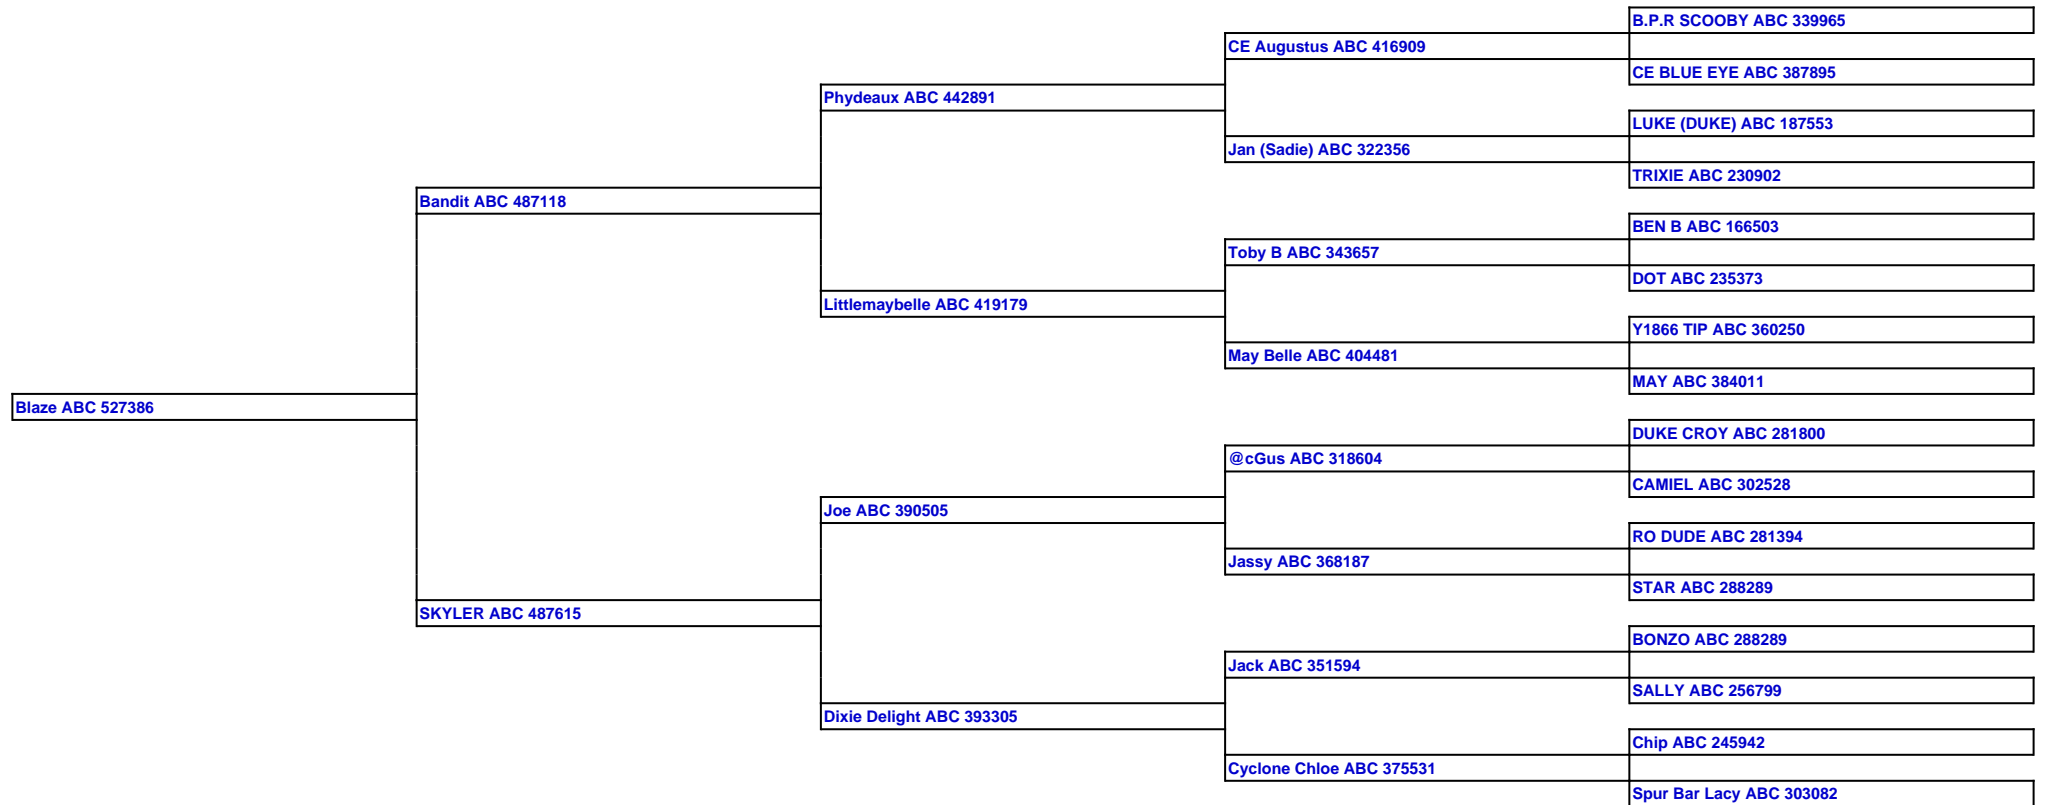 B.P.R SCOOBY ABC 339965
CE Augustus ABC 416909
CE BLUE EYE ABC 387895
Phydeaux ABC 442891
LUKE (DUKE) ABC 187553
Jan (Sadie) ABC 322356
TRIXIE ABC 230902
Bandit ABC 487118
BEN B ABC 166503
Toby B ABC 343657
DOT ABC 235373
Littlemaybelle ABC 419179
Y1866 TIP ABC 360250
May Belle ABC 404481
MAY ABC 384011
Blaze ABC 527386
DUKE CROY ABC 281800
@cGus ABC 318604
CAMIEL ABC 302528
Joe ABC 390505
RO DUDE ABC 281394
Jassy ABC 368187
STAR ABC 288289
SKYLER ABC 487615
BONZO ABC 288289
Jack ABC 351594
SALLY ABC 256799
Dixie Delight ABC 393305
Chip ABC 245942
Cyclone Chloe ABC 375531
Spur Bar Lacy ABC 303082